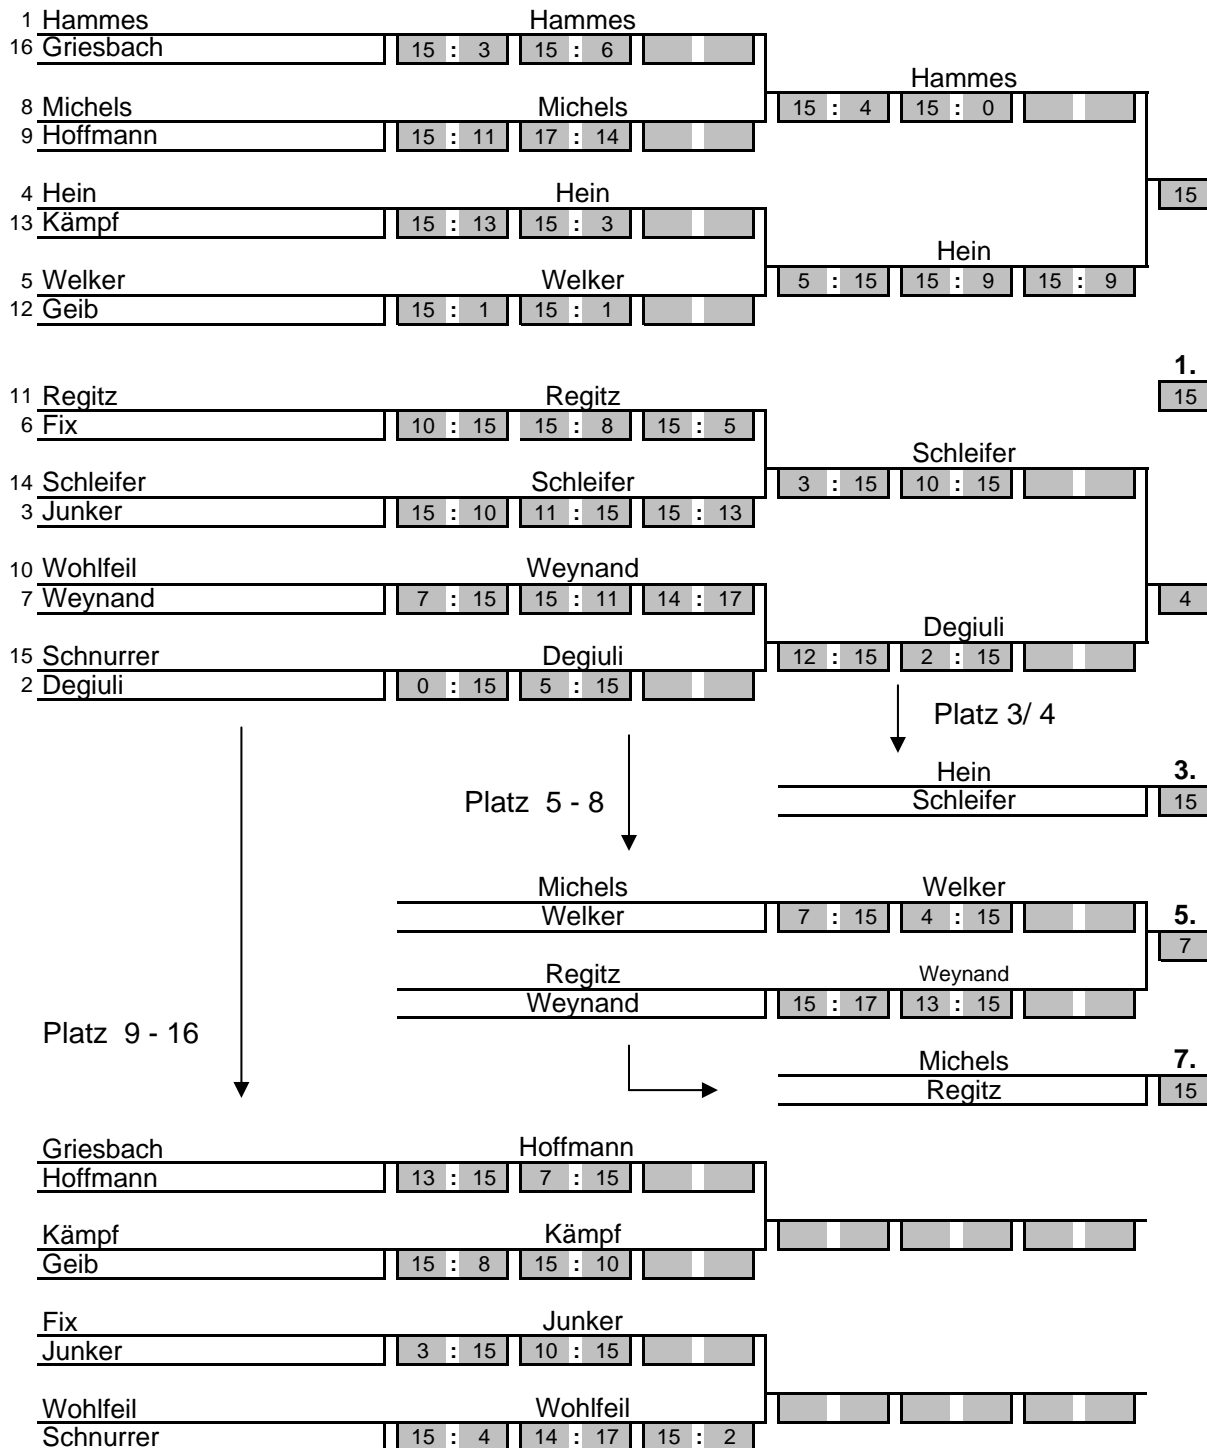 1 Hammes Hammes
16 Griesbach 15 : 3 15 : 6
Hammes
8 Michels Michels 15 : 4 15 : 0
9 Hoffmann 15 : 11 17 : 14
4 Hein Hein 15
13 Kämpf 15 : 13 15 : 3
Hein
5 Welker Welker 5 : 15 15 : 9 15 : 9
12 Geib 15 : 1 15 : 1
1.
11 Regitz Regitz 15
6 Fix 10 : 15 15 : 8 15 : 5
Schleifer
14 Schleifer Schleifer 3 : 15 10 : 15
3 Junker 15 : 10 11 : 15 15 : 13
10 Wohlfeil Weynand
7 Weynand 7 : 15 15 : 11 14 : 17 4
Degiuli
15 Schnurrer Degiuli 12 : 15 2 : 15
2 Degiuli 0 : 15 5 : 15
Platz 3/ 4
Hein 3.
Platz 5 - 8 Schleifer 15
Michels Welker
Welker 7 : 15 4 : 15 5.
7
Regitz Weynand
Weynand 15 : 17 13 : 15
Platz 9 - 16
Michels 7.
Regitz 15
Griesbach Hoffmann
Hoffmann 13 : 15 7 : 15
Kämpf Kämpf
Geib 15 : 8 15 : 10
Fix Junker
Junker 3 : 15 10 : 15
Wohlfeil Wohlfeil
Schnurrer 15 : 4 14 : 17 15 : 2